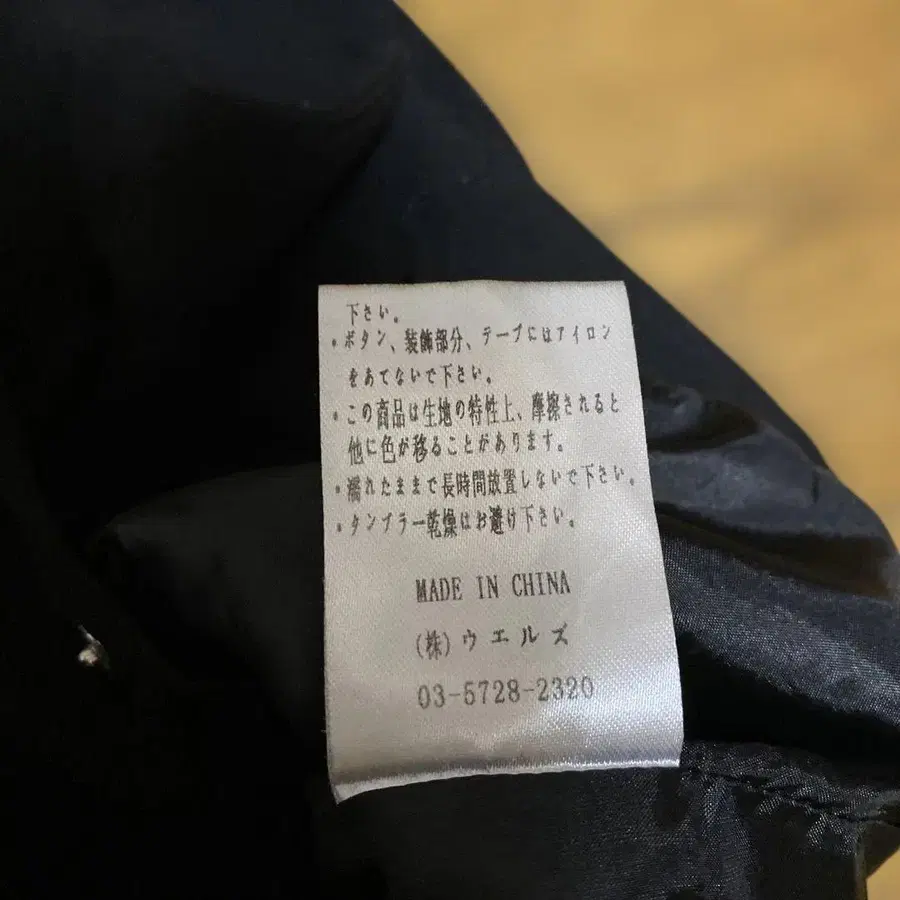 下さい。
・ボタン、装飾部分、テープにはアイロン
をあてないで下さい。
・この商品は生地の特性上、摩擦されると
他に色が移ることがあります。
・濡れたままで長時間放置しないで下さい。
・タンブラー乾燥はお避け下さい。
MADE IN CHINA
(株)ウエルズ
03-5728-2320